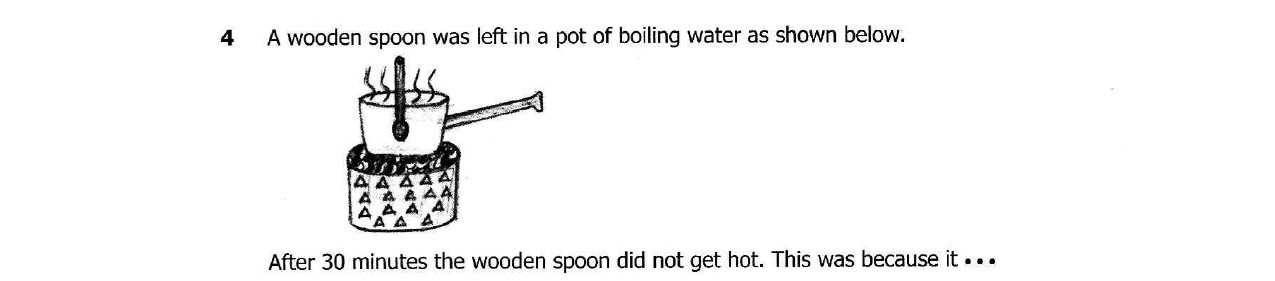 4 A wooden spoon was left in a pot of boiling water as shown below.
After 30 minutes the wooden spoon did not get hot. This was because it . . .